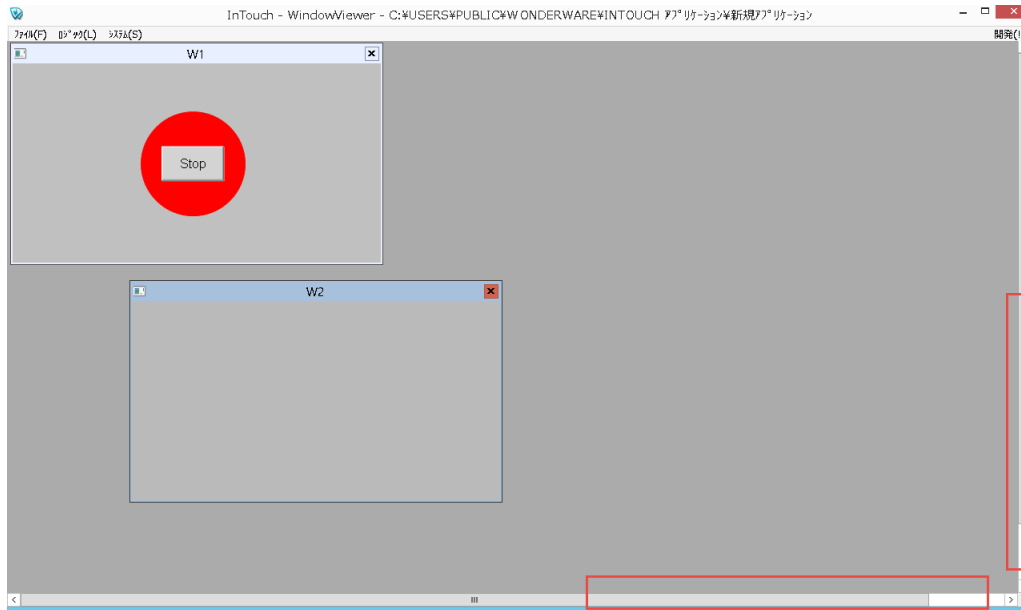 InTouch - WindowViewer - C:¥USERS¥PUBLIC¥WONDERWARE¥INTOUCH ｱﾌﾟﾘｹｰｼｮﾝ¥新規ｱﾌﾟﾘｹｰｼｮﾝ
ﾌｧｲﾙ(F) ﾛｼﾞｯｸ(L) ｼｽﾃﾑ(S) 開発(!
W1
Stop
W2